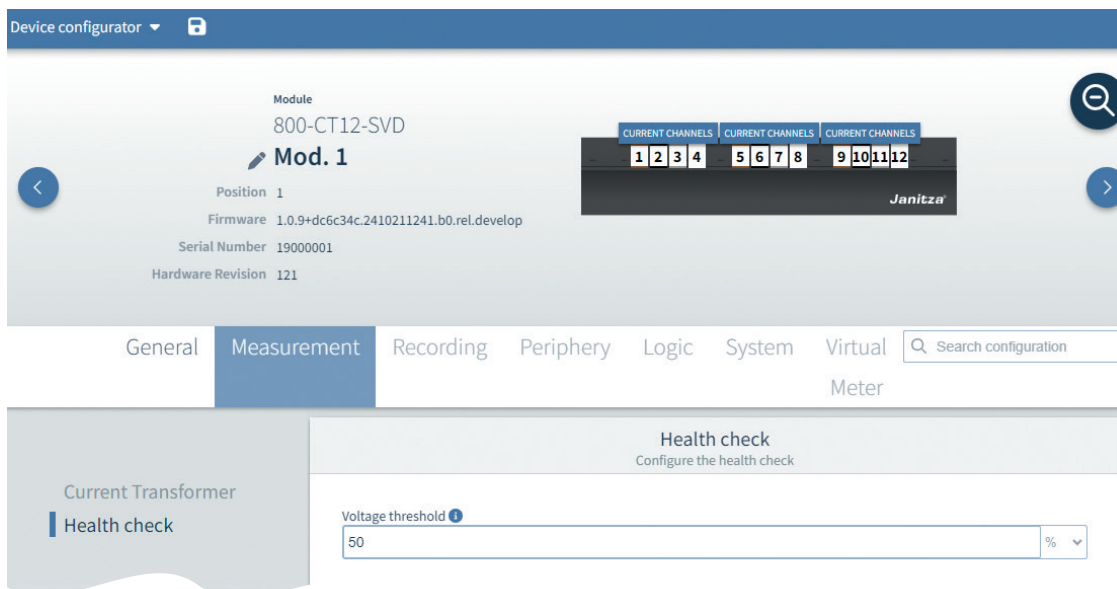 Device configurator
Module
800-CT12-SVD
Mod. 1
Position 1
Firmware 1.0.9+dc6c34c.2410211241.b0.rel.develop
Serial Number 19000001
Hardware Revision 121
CURRENT CHANNELS CURRENT CHANNELS CURRENT CHANNELS
1 2 3 4 5 6 7 8 9 10 11 12
Janitza
General Measurement Recording Periphery Logic System Virtual Meter Search configuration
Current Transformer
Health check
Health check
Configure the health check
Voltage threshold
50 %